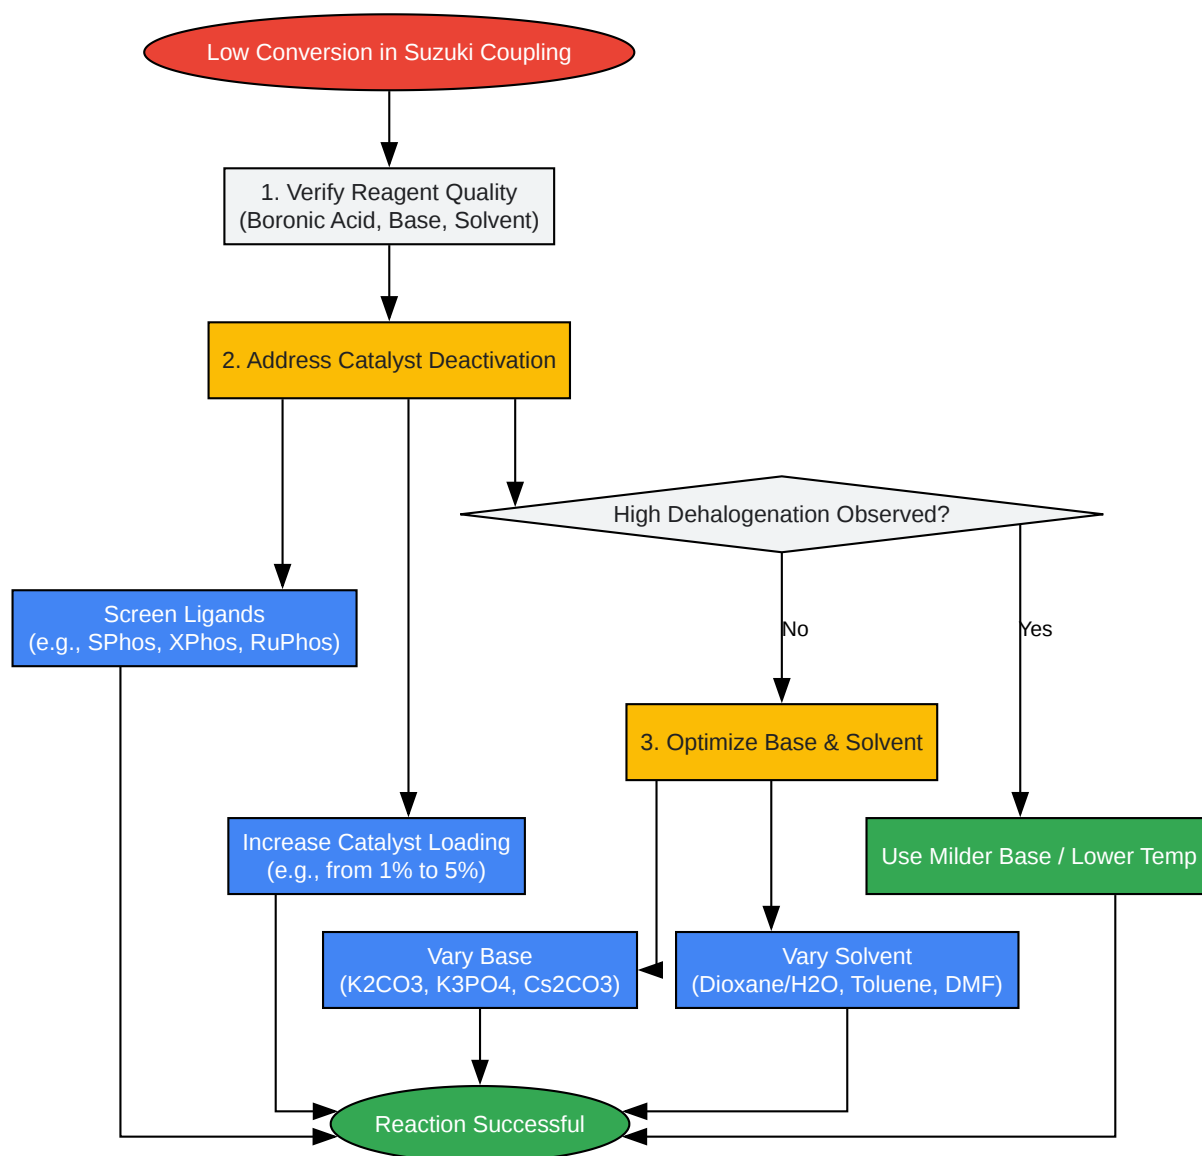 Low Conversion in Suzuki Coupling
1. Verify Reagent Quality
(Boronic Acid, Base, Solvent)
2. Address Catalyst Deactivation
High Dehalogenation Observed?
Screen Ligands
(e.g., SPhos, XPhos, RuPhos)
No
Yes
3. Optimize Base & Solvent
Increase Catalyst Loading
(e.g., from 1% to 5%)
Use Milder Base / Lower Temp
Vary Base
(K2CO3, K3PO4, Cs2CO3)
Vary Solvent
(Dioxane/H2O, Toluene, DMF)
Reaction Successful